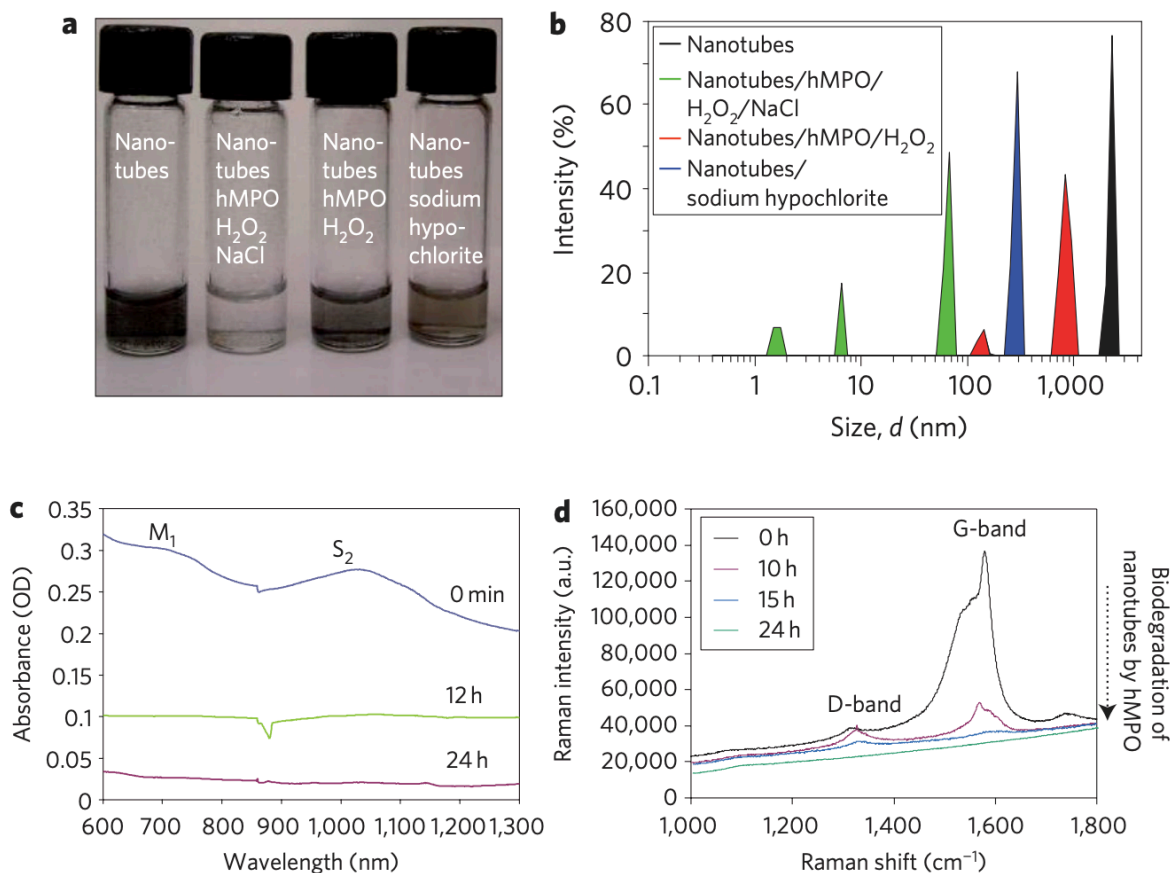 a
Nano-
tubes
Nano-
tubes
hMPO
H₂O₂
NaCl
Nano-
tubes
hMPO
H₂O₂
Nano-
tubes
sodium
hypo-
chlorite
b
80
60
40
20
0
Intensity (%)
Nanotubes
Nanotubes/hMPO/
H₂O₂/NaCl
Nanotubes/hMPO/H₂O₂
Nanotubes/
sodium hypochlorite
0.1 1 10 100 1,000
Size, d (nm)
c
0.35
0.3
0.25
0.2
0.15
0.1
0.05
0
Absorbance (OD)
M₁
S₂
0 min
12 h
24 h
600 700 800 900 1,000 1,100 1,200 1,300
Wavelength (nm)
d
160,000
140,000
120,000
100,000
80,000
60,000
40,000
20,000
0
Raman intensity (a.u.)
0 h
10 h
15 h
24 h
G-band
D-band
1,000 1,200 1,400 1,600 1,800
Raman shift (cm⁻¹)
Biodegradation of
nanotubes by hMPO